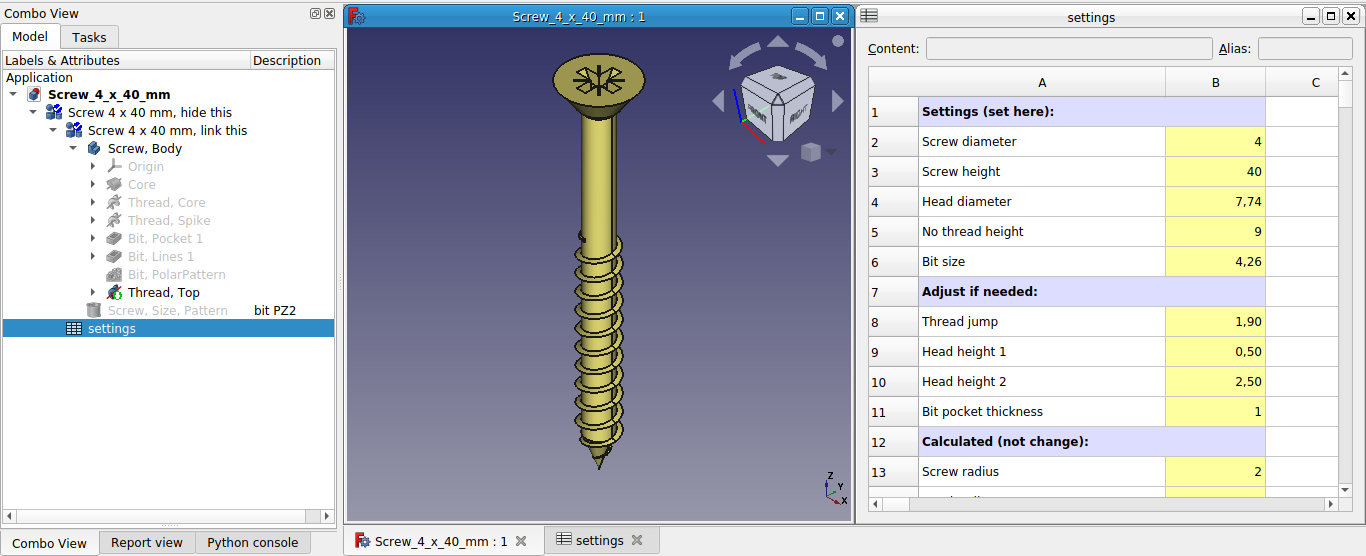 Combo View
Model Tasks
Labels & Attributes Description
Application
Screw_4_x_40_mm
Screw 4 x 40 mm, hide this
Screw 4 x 40 mm, link this
Screw, Body
Origin
Core
Thread, Core
Thread, Spike
Bit, Pocket 1
Bit, Lines 1
Bit, PolarPattern
Thread, Top
Screw, Size, Pattern bit PZ2
settings
Combo View Report view Python console
Screw_4_x_40_mm : 1
RIGHT
Z
Y
X
Screw_4_x_40_mm : 1 settings
settings
Content: Alias:
A B C
1 Settings (set here):
2 Screw diameter 4
3 Screw height 40
4 Head diameter 7,74
5 No thread height 9
6 Bit size 4,26
7 Adjust if needed:
8 Thread jump 1,90
9 Head height 1 0,50
10 Head height 2 2,50
11 Bit pocket thickness 1
12 Calculated (not change):
13 Screw radius 2